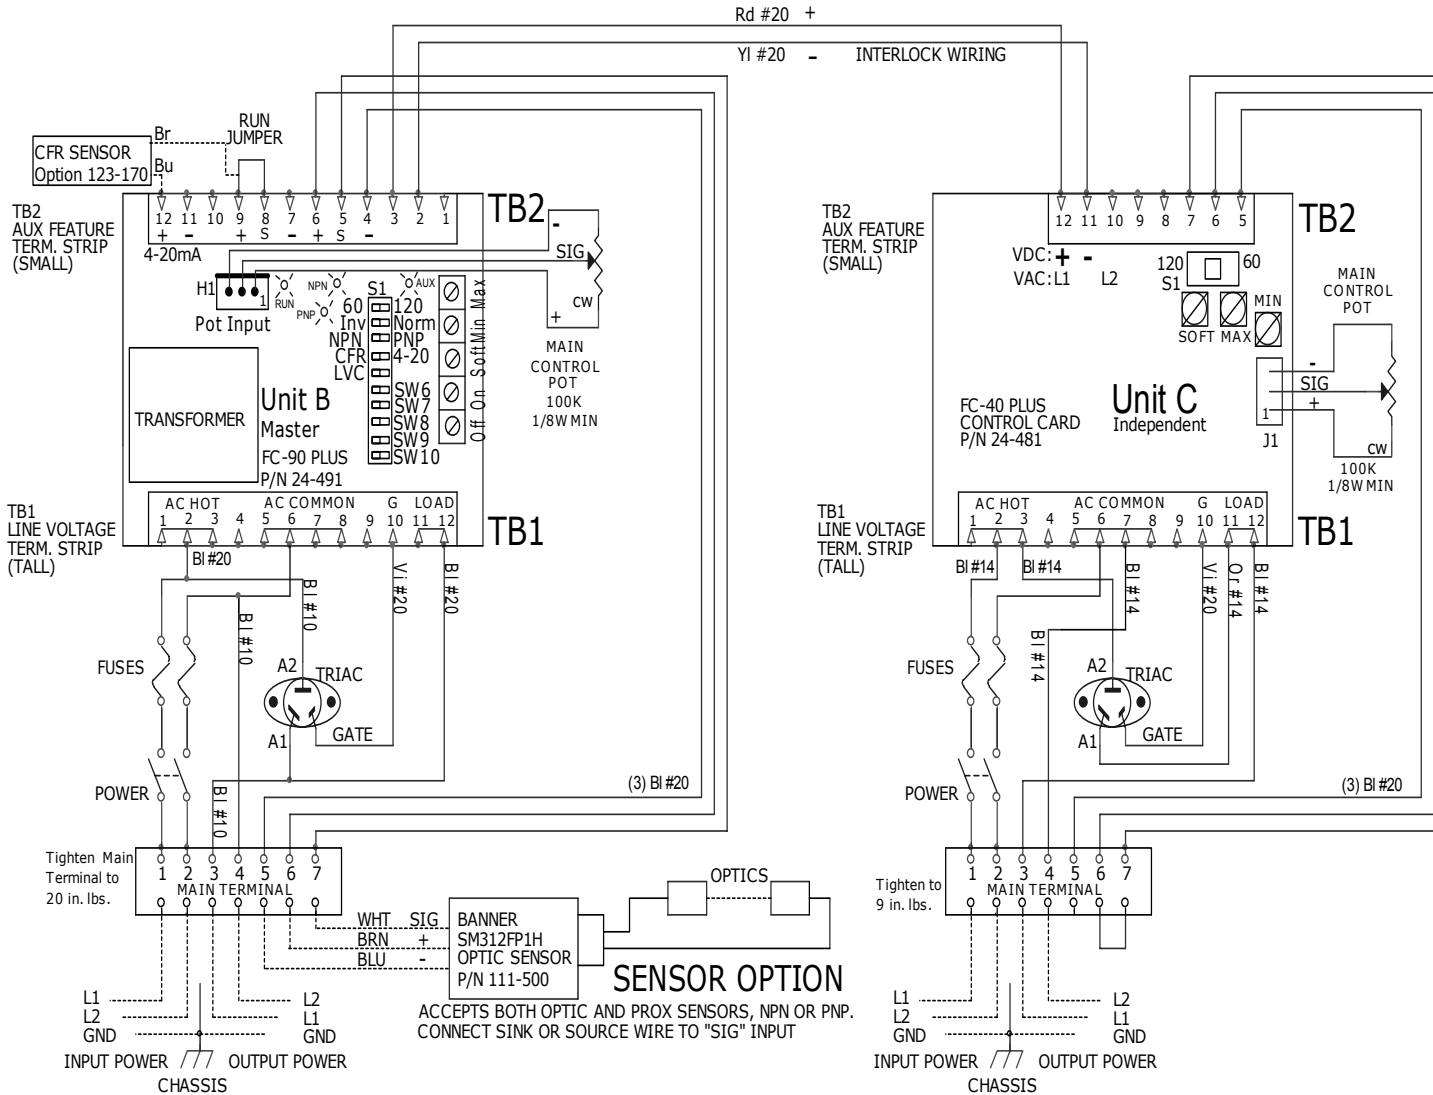 Rd #20 +
Yl #20 - INTERLOCK WIRING
RUN
JUMPER
Br
CFR SENSOR
Option 123-170
Bu
TB2
AUX FEATURE
TERM. STRIP
(SMALL)
12 11 10 9 8 7 6 5 4 3 2 1
+ - + S - + S -
4-20mA
TB2
H1
1
Pot Input
RUN
NPN
PNP
AUX
S1
60 120
Inv Norm
NPN PNP
CFR 4-20
LVC
SW6
SW7
SW8
SW9
SW10
Off On Soft Min Max
-
SIG
CW
+
MAIN
CONTROL
POT
100K
1/8W MIN
TRANSFORMER
Unit B
Master
FC-90 PLUS
P/N 24-491
TB1
LINE VOLTAGE
TERM. STRIP
(TALL)
AC HOT AC COMMON G LOAD
1 2 3 4 5 6 7 8 9 10 11 12
TB1
Bl #20
Bl #10
Bl #10
Vi #20
Bl #20
FUSES
A2
TRIAC
A1
GATE
POWER
Bl #10
(3) Bl #20
Tighten Main
Terminal to
20 in. lbs.
1 2 3 4 5 6 7
MAIN TERMINAL
WHT SIG
BRN +
BLU -
BANNER
SM312FP1H
OPTIC SENSOR
P/N 111-500
OPTICS
SENSOR OPTION
ACCEPTS BOTH OPTIC AND PROX SENSORS, NPN OR PNP.
CONNECT SINK OR SOURCE WIRE TO "SIG" INPUT
L1 L2
L2 L1
GND GND
INPUT POWER OUTPUT POWER
CHASSIS
TB2
AUX FEATURE
TERM. STRIP
(SMALL)
12 11 10 9 8 7 6 5
TB2
VDC: + -
VAC: L1 L2
120 60
S1
SOFT MAX
MIN
MAIN
CONTROL
POT
-
SIG
+
1
J1
CW
100K
1/8W MIN
Unit C
Independent
FC-40 PLUS
CONTROL CARD
P/N 24-481
TB1
LINE VOLTAGE
TERM. STRIP
(TALL)
AC HOT AC COMMON G LOAD
1 2 3 4 5 6 7 8 9 10 11 12
TB1
Bl #14
Bl #14
Bl #14
Vi #20
Or #14
Bl #14
Bl #14
FUSES
A2
TRIAC
A1
GATE
POWER
(3) Bl #20
Tighten to
9 in. lbs.
1 2 3 4 5 6 7
MAIN TERMINAL
L1 L2
L2 L1
GND GND
INPUT POWER OUTPUT POWER
CHASSIS